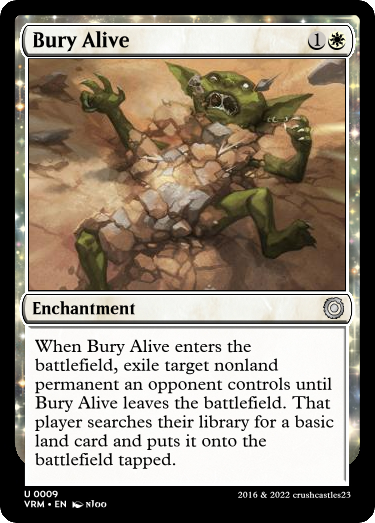 Bury Alive 1
Enchantment
When Bury Alive enters the
battlefield, exile target nonland
permanent an opponent controls until
Bury Alive leaves the battlefield. That
player searches their library for a basic
land card and puts it onto the
battlefield tapped.
U 0009
VRM • EN Njoo 2016 & 2022 crushcastles23